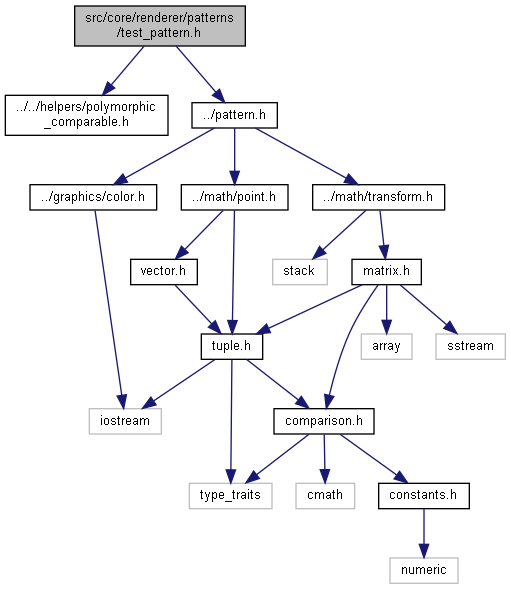 src/core/renderer/patterns
/test_pattern.h
../../helpers/polymorphic
_comparable.h
../pattern.h
../graphics/color.h
../math/point.h
../math/transform.h
vector.h
stack
matrix.h
tuple.h
array
sstream
iostream
comparison.h
type_traits
cmath
constants.h
numeric